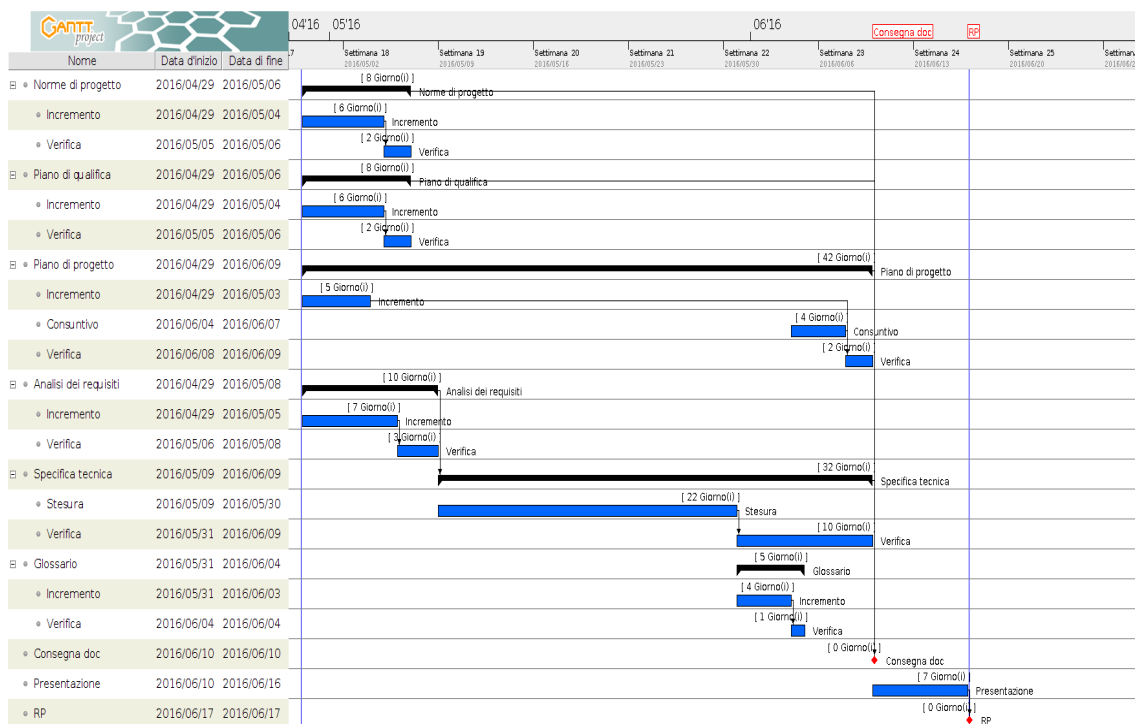 GANTT
project
04'16 05'16 06'16
Consegna doc RP
17 Settimana 18 Settimana 19 Settimana 20 Settimana 21 Settimana 22 Settimana 23 Settimana 24 Settimana 25
2016/05/02 2016/05/09 2016/05/16 2016/05/23 2016/05/30 2016/06/06 2016/06/13 2016/06/20
Nome Data d'inizio Data di fine
Norme di progetto 2016/04/29 2016/05/06 [ 8 Giorno(i) ] Norme di progetto
Incremento 2016/04/29 2016/05/04 [ 6 Giorno(i) ] Incremento
Verifica 2016/05/05 2016/05/06 [ 2 Giorno(i) ] Verifica
Piano di qualifica 2016/04/29 2016/05/06 [ 8 Giorno(i) ] Piano di qualifica
Incremento 2016/04/29 2016/05/04 [ 6 Giorno(i) ] Incremento
Verifica 2016/05/05 2016/05/06 [ 2 Giorno(i) ] Verifica
Piano di progetto 2016/04/29 2016/06/09 [ 42 Giorno(i) ] Piano di progetto
Incremento 2016/04/29 2016/05/03 [ 5 Giorno(i) ] Incremento
Consuntivo 2016/06/04 2016/06/07 [ 4 Giorno(i) ] Consuntivo
Verifica 2016/06/08 2016/06/09 [ 2 Giorno(i) ] Verifica
Analisi dei requisiti 2016/04/29 2016/05/08 [ 10 Giorno(i) ] Analisi dei requisiti
Incremento 2016/04/29 2016/05/05 [ 7 Giorno(i) ] Incremento
Verifica 2016/05/06 2016/05/08 [ 3 Giorno(i) ] Verifica
Specifica tecnica 2016/05/09 2016/06/09 [ 32 Giorno(i) ] Specifica tecnica
Stesura 2016/05/09 2016/05/30 [ 22 Giorno(i) ] Stesura
Verifica 2016/05/31 2016/06/09 [ 10 Giorno(i) ] Verifica
Glossario 2016/05/31 2016/06/04 [ 5 Giorno(i) ] Glossario
Incremento 2016/05/31 2016/06/03 [ 4 Giorno(i) ] Incremento
Verifica 2016/06/04 2016/06/04 [ 1 Giorno(i) ] Verifica
Consegna doc 2016/06/10 2016/06/10 [ 0 Giorno(i) ] Consegna doc
Presentazione 2016/06/10 2016/06/16 [ 7 Giorno(i) ] Presentazione
RP 2016/06/17 2016/06/17 [ 0 Giorno(i) ] RP